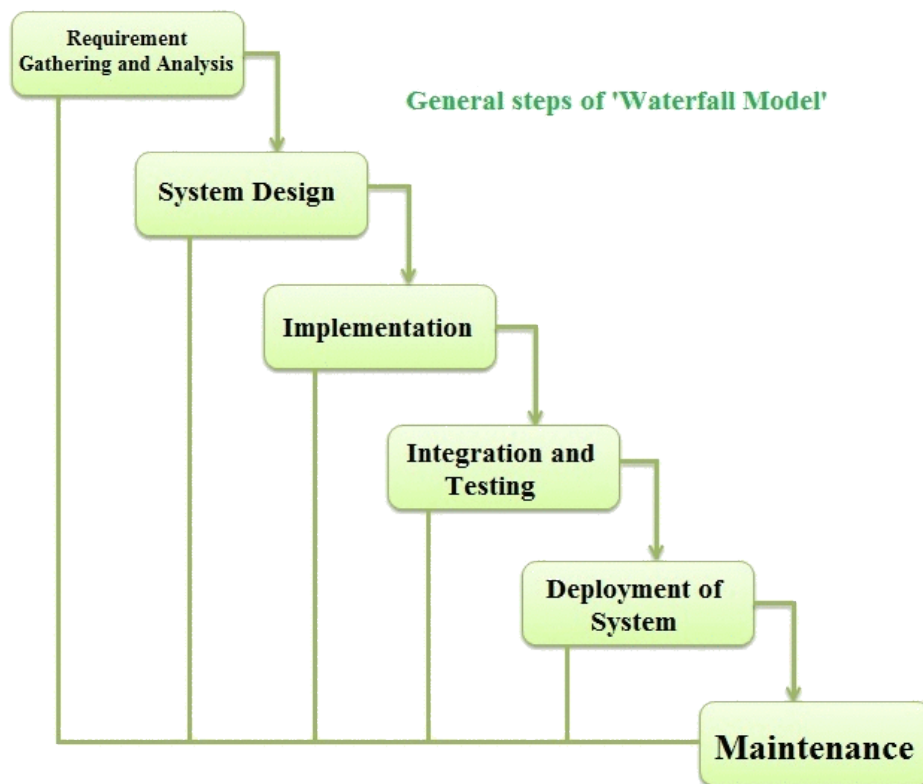 Requirement
Gathering and Analysis
General steps of 'Waterfall Model'
System Design
Implementation
Integration and
Testing
Deployment of
System
Maintenance